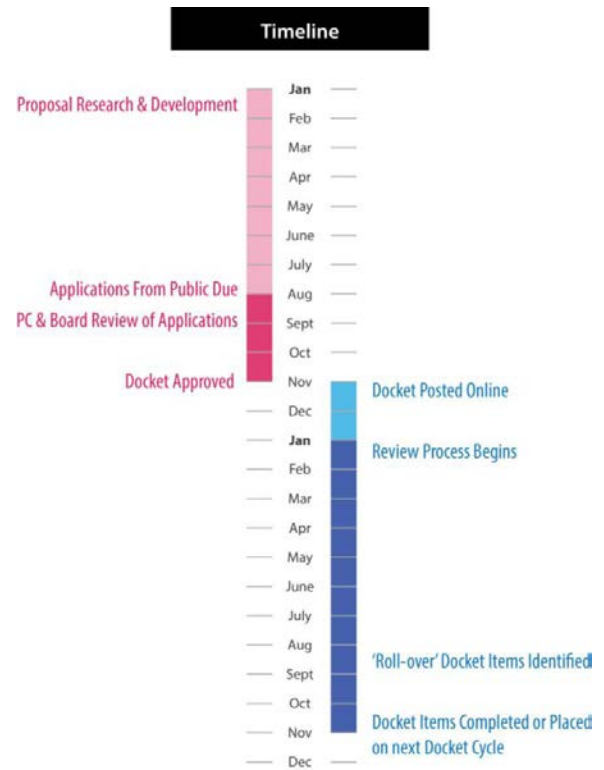 Timeline
Jan
Proposal Research & Development
Feb
Mar
Apr
May
June
July
Applications From Public Due
Aug
PC & Board Review of Applications
Sept
Oct
Docket Approved
Nov
Docket Posted Online
Dec
Jan
Review Process Begins
Feb
Mar
Apr
May
June
July
Aug
'Roll-over' Docket Items Identified
Sept
Oct
Nov
Docket Items Completed or Placed
on next Docket Cycle
Dec